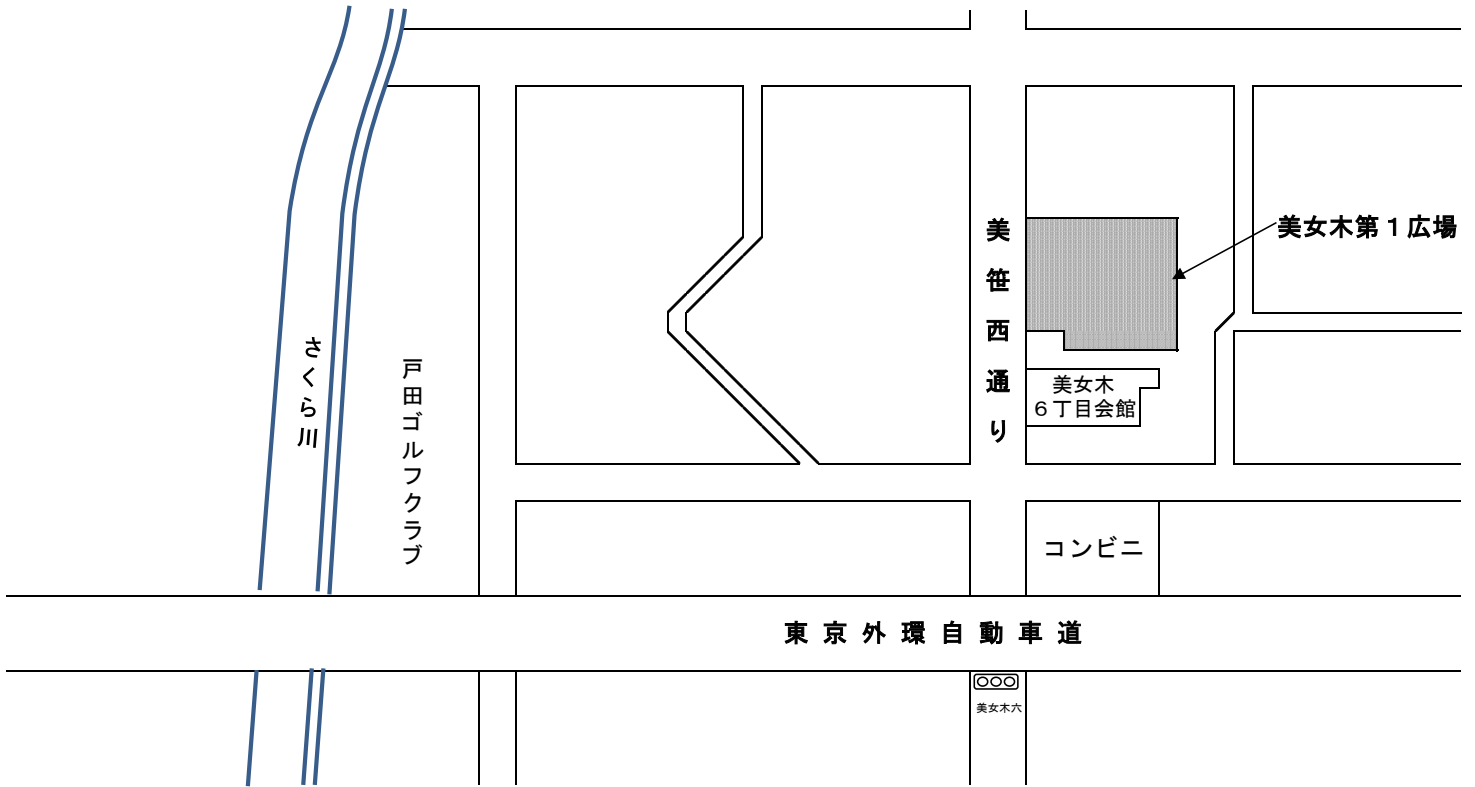 美笹西通り
美女木第１広場
さくら川
戸田ゴルフクラブ
美女木
６丁目会館
コンビニ
東京外環自動車道
美女木六